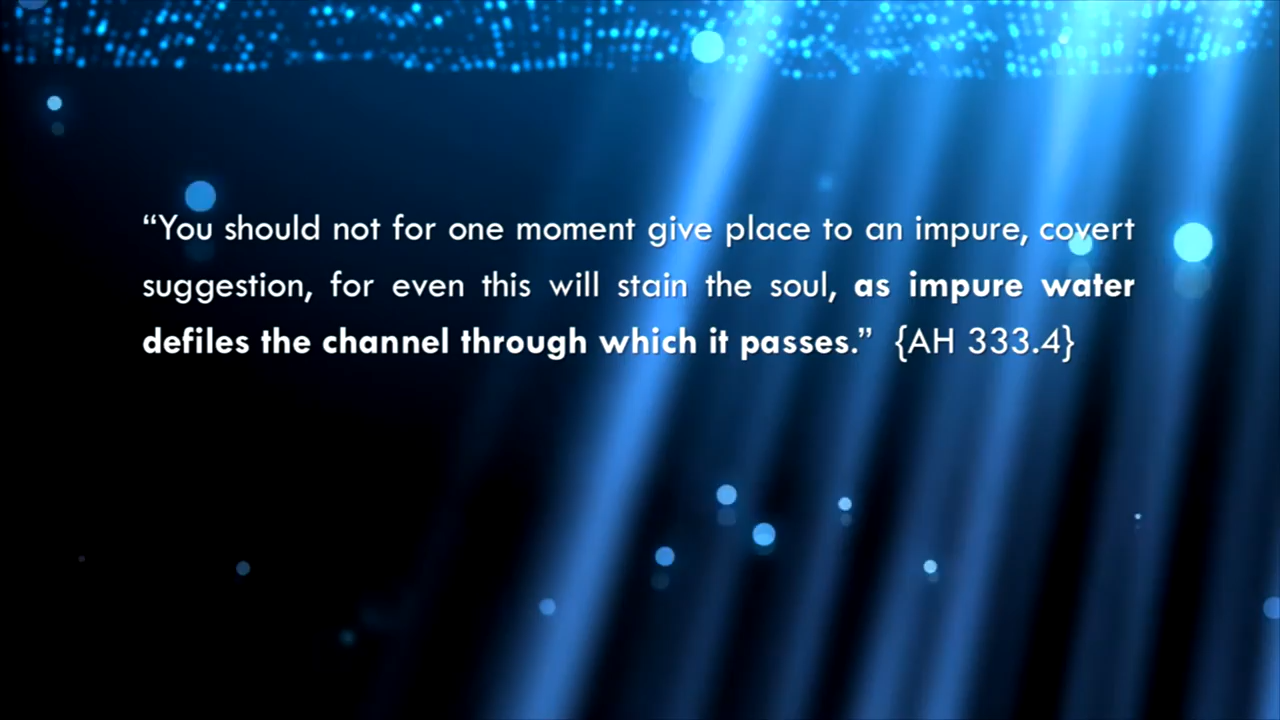 “You should not for one moment give place to an impure, covert
suggestion, for even this will stain the soul, as impure water
defiles the channel through which it passes.” {AH 333.4}